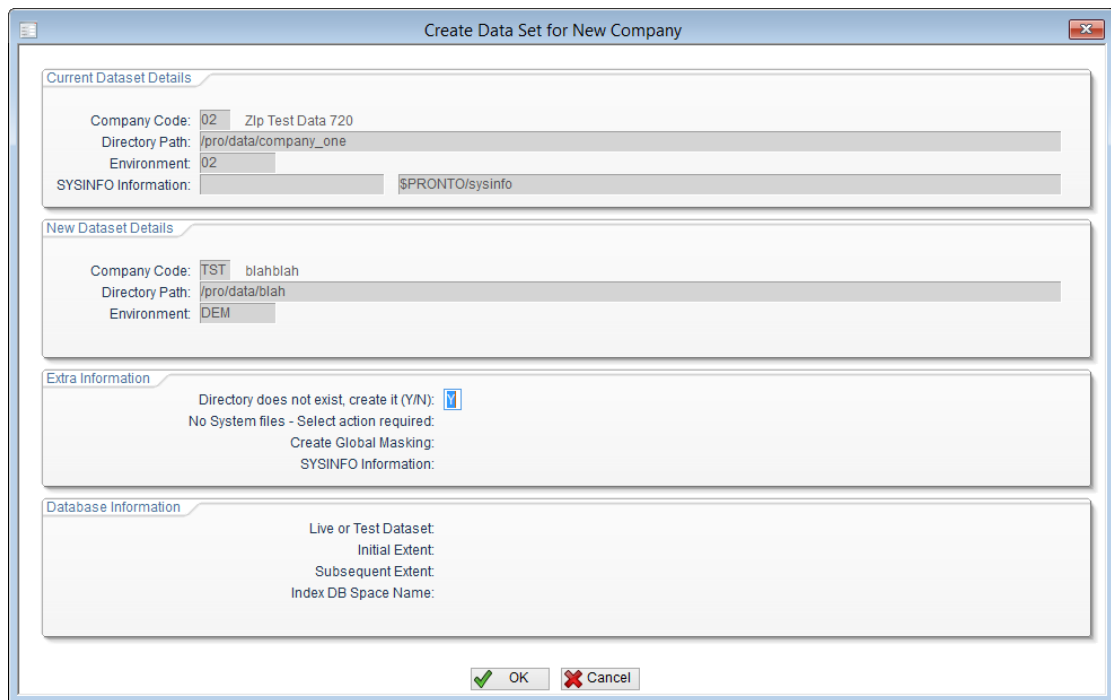 Create Data Set for New Company
Current Dataset Details
Company Code: 02 Zlp Test Data 720
Directory Path: /pro/data/company_one
Environment: 02
SYSINFO Information: $PRONTO/sysinfo
New Dataset Details
Company Code: TST blahblah
Directory Path: /pro/data/blah
Environment: DEM
Extra Information
Directory does not exist, create it (Y/N): Y
No System files - Select action required:
Create Global Masking:
SYSINFO Information:
Database Information
Live or Test Dataset:
Initial Extent:
Subsequent Extent:
Index DB Space Name:
OK Cancel